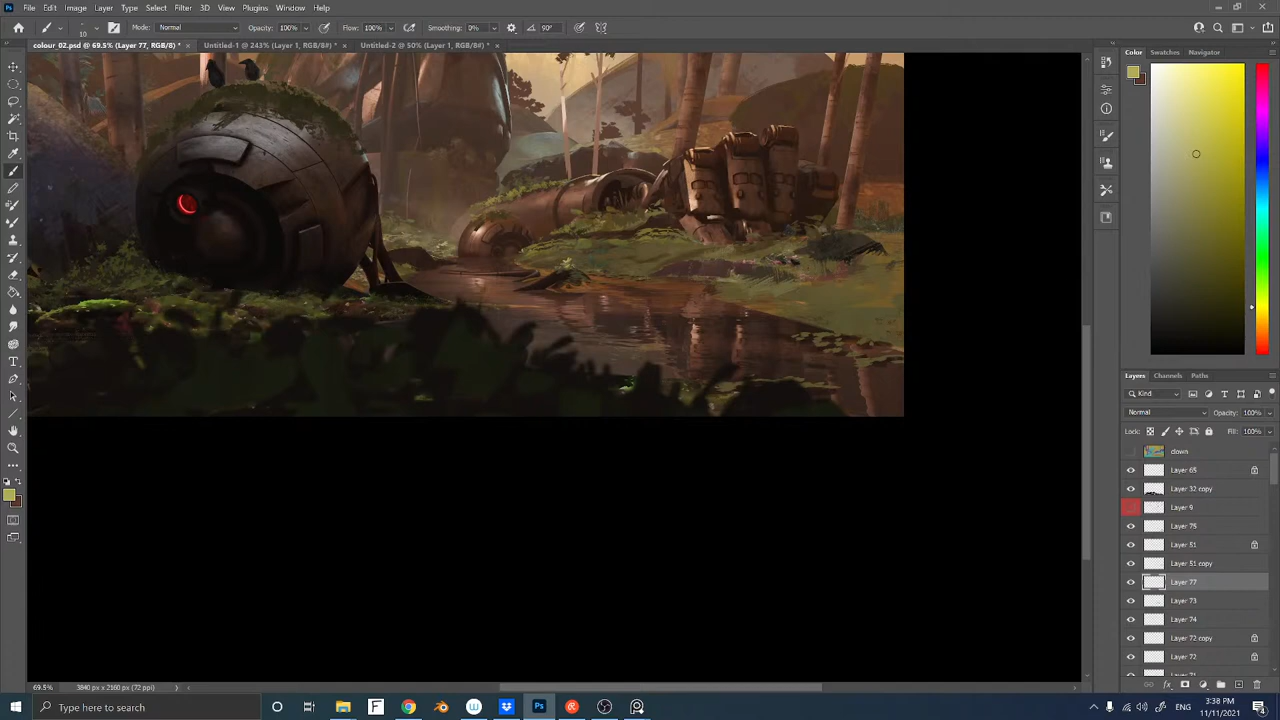 File Edit Image Layer Type Select Filter 3D View Plugins Window Help
10 Mode: Normal Opacity: 100% Flow: 100% Smoothing: 0% 90°
colour_02.psd @ 69.5% (Layer 77, RGB/8) * × Untitled-1 @ 243% (Layer 1, RGB/8#) * × Untitled-2 @ 50% (Layer 1, RGB/8#) * ×
Color Swatches Navigator
Layers Channels Paths
Kind
Normal Opacity: 100%
Lock: Fill: 100%
down
Layer 65
Layer 32 copy
Layer 9
Layer 75
Layer 51
Layer 51 copy
Layer 77
Layer 73
Layer 74
Layer 72 copy
Layer 72
Layer 71
69.5% 3840 px x 2160 px (72 ppi)
Type here to search
3:38 PM
11/11/2021